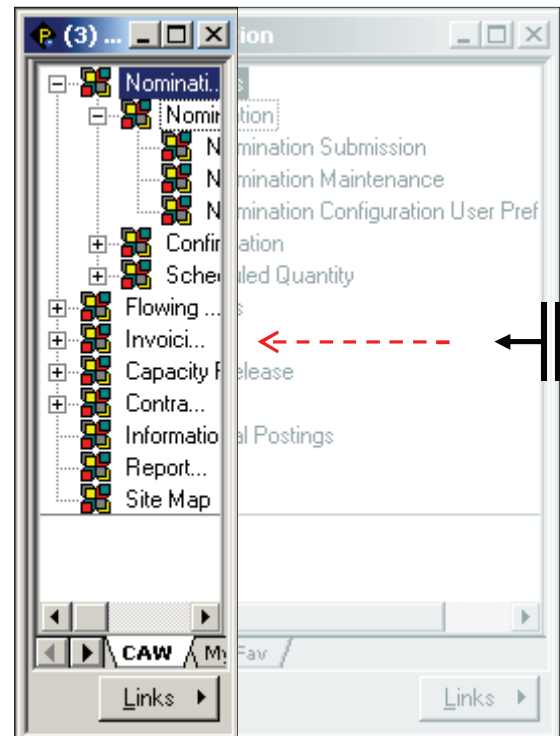 (3) ... ion
Nominati... s
Nomination
Nomination Submission
Nomination Maintenance
Nomination Configuration User Pref
Confirmation
Scheduled Quantity
Flowing ... s
Invoici...
Capacity Release
Contra...
Informational Postings
Report...
Site Map
CAW My Fav
Links Links